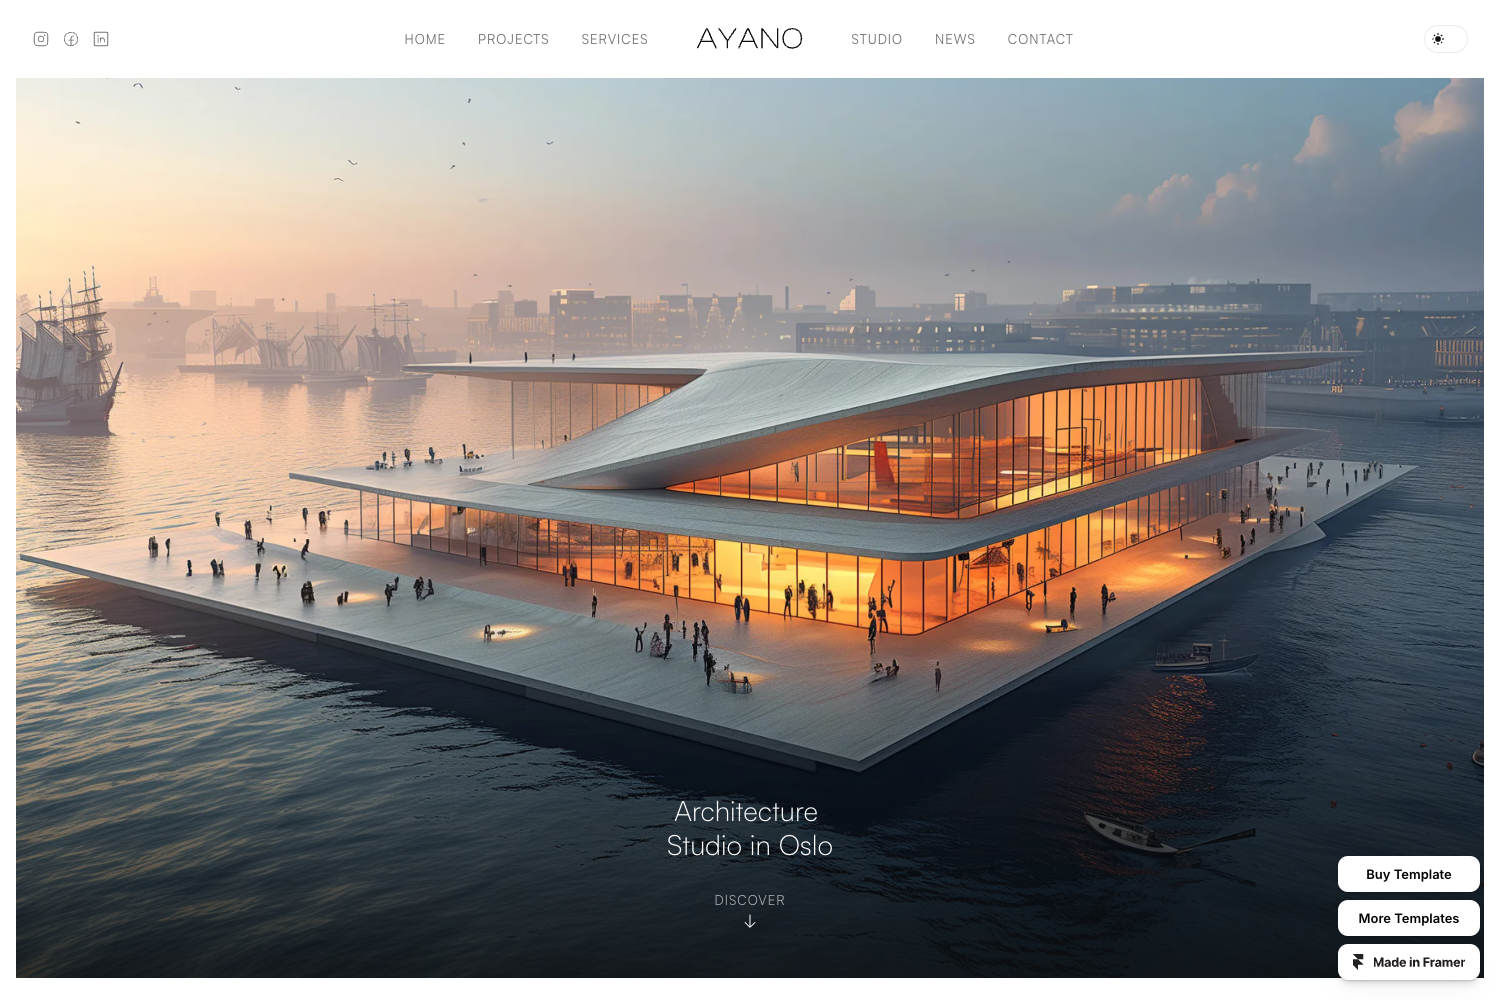 HOME
PROJECTS
SERVICES
AYANO
STUDIO
NEWS
CONTACT
Architecture
Studio in Oslo
DISCOVER
Buy Template
More Templates
Made in Framer